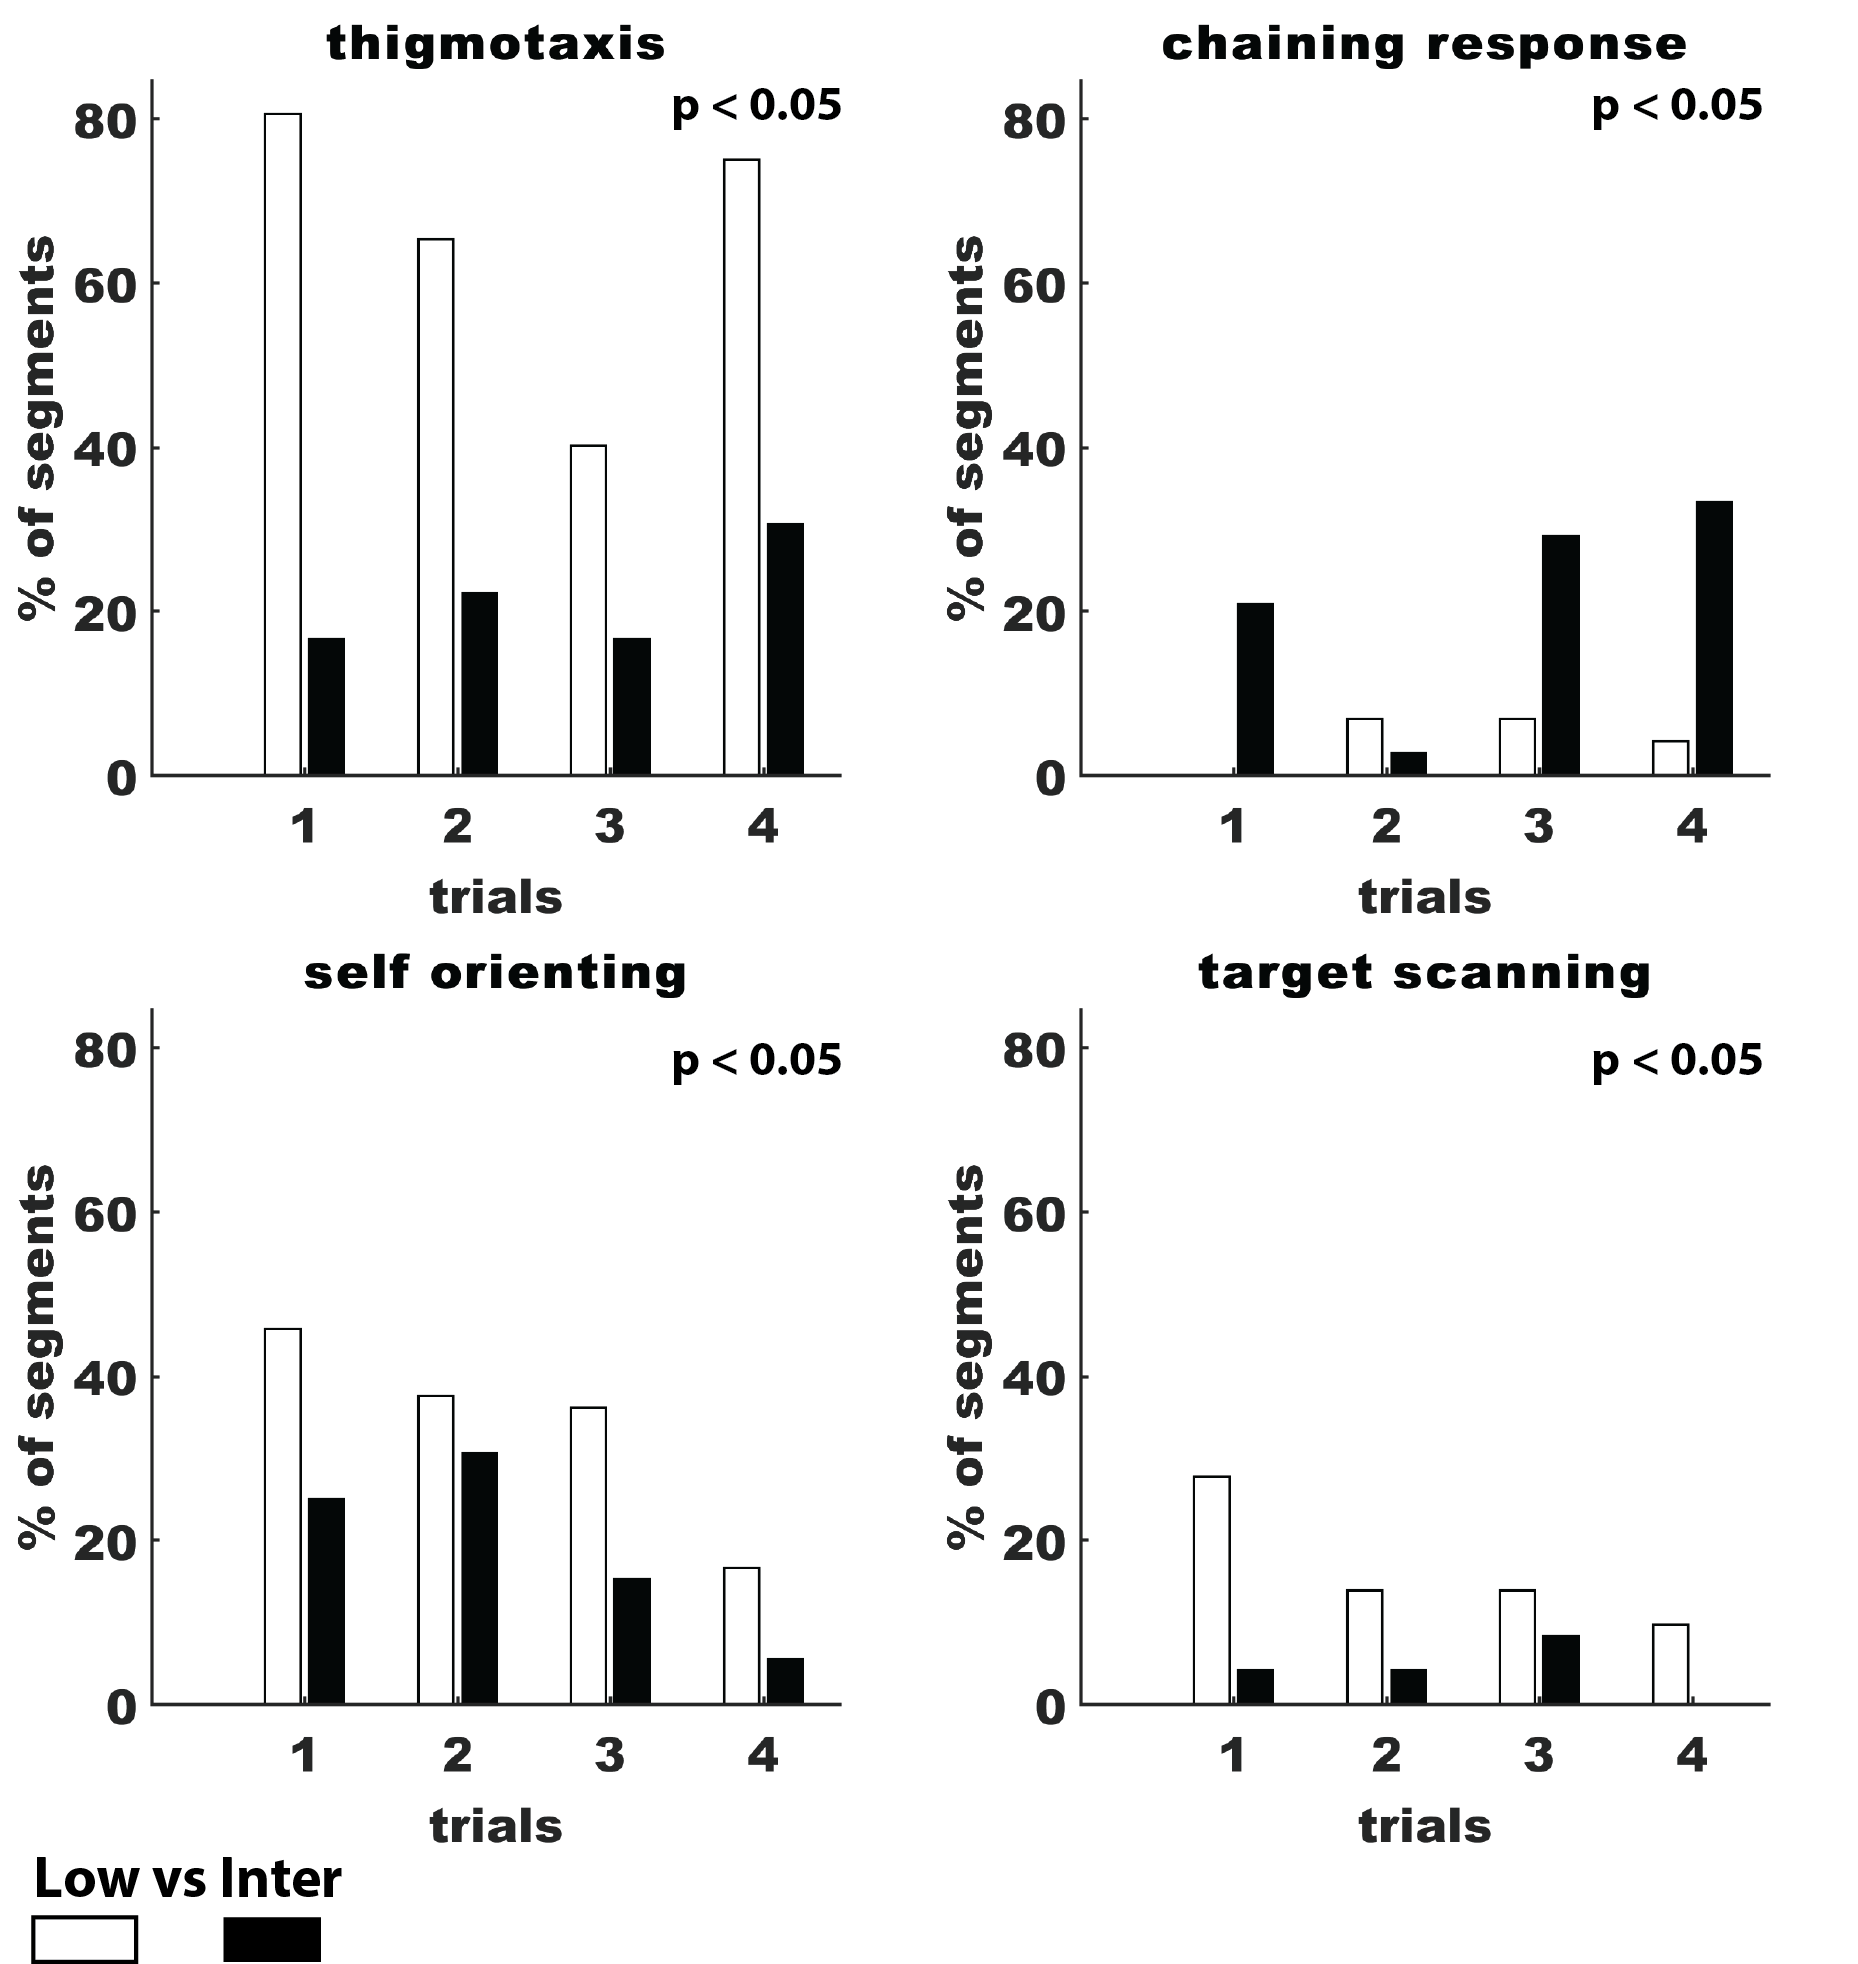 thigmotaxis
p < 0.05
% of segments
80
60
40
20
0
1 2 3 4
trials
chaining response
p < 0.05
% of segments
80
60
40
20
0
1 2 3 4
trials
self orienting
p < 0.05
% of segments
80
60
40
20
0
1 2 3 4
trials
target scanning
p < 0.05
% of segments
80
60
40
20
0
1 2 3 4
trials
Low vs Inter